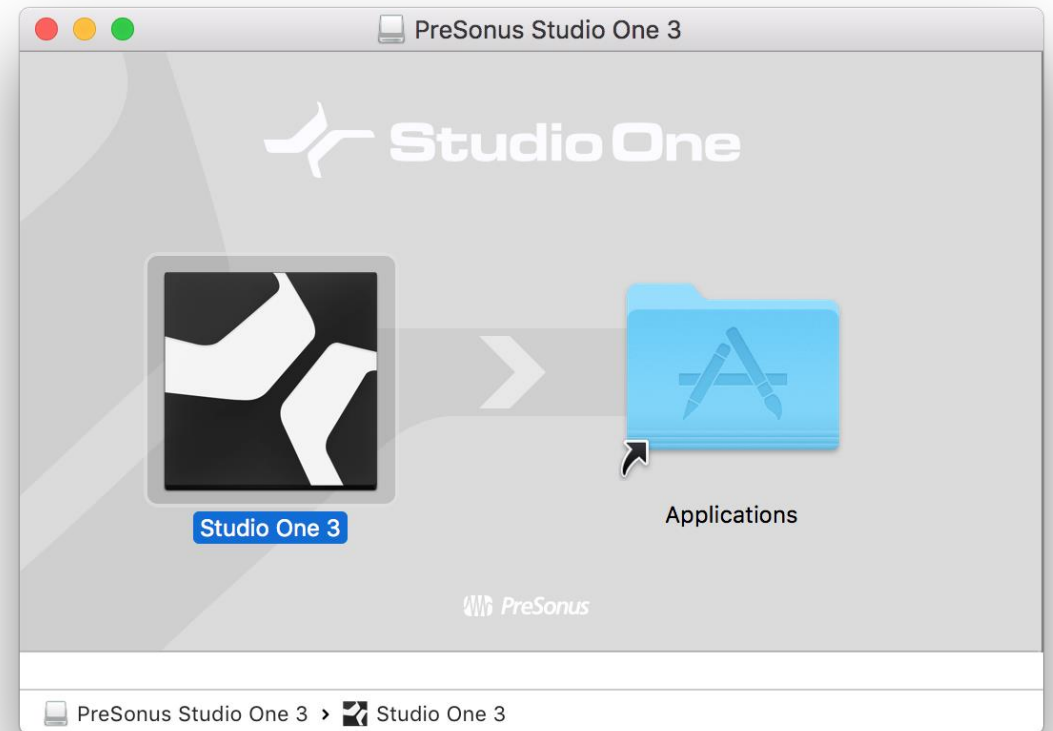 PreSonus Studio One 3
Studio One
Studio One 3
Applications
PreSonus
PreSonus Studio One 3 › Studio One 3